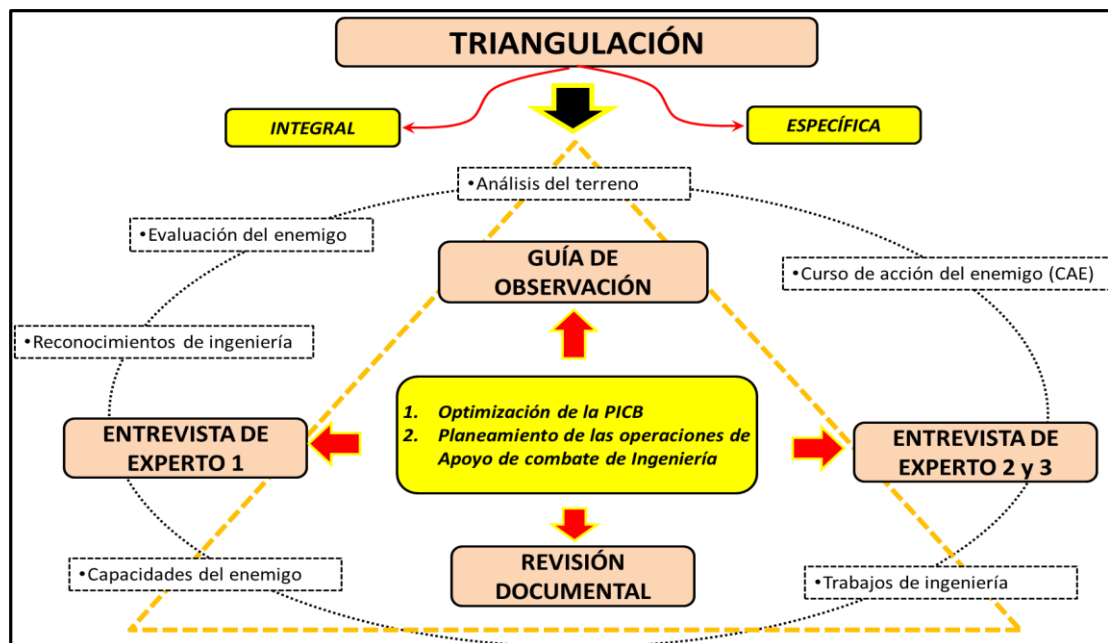 TRIANGULACIÓN
INTEGRAL
ESPECÍFICA
•Análisis del terreno
•Evaluación del enemigo
GUÍA DE
OBSERVACIÓN
•Curso de acción del enemigo (CAE)
•Reconocimientos de ingeniería
1. Optimización de la PICB
2. Planeamiento de las operaciones de
Apoyo de combate de Ingeniería
ENTREVISTA DE
EXPERTO 1
ENTREVISTA DE
EXPERTO 2 y 3
•Capacidades del enemigo
REVISIÓN
DOCUMENTAL
•Trabajos de ingeniería